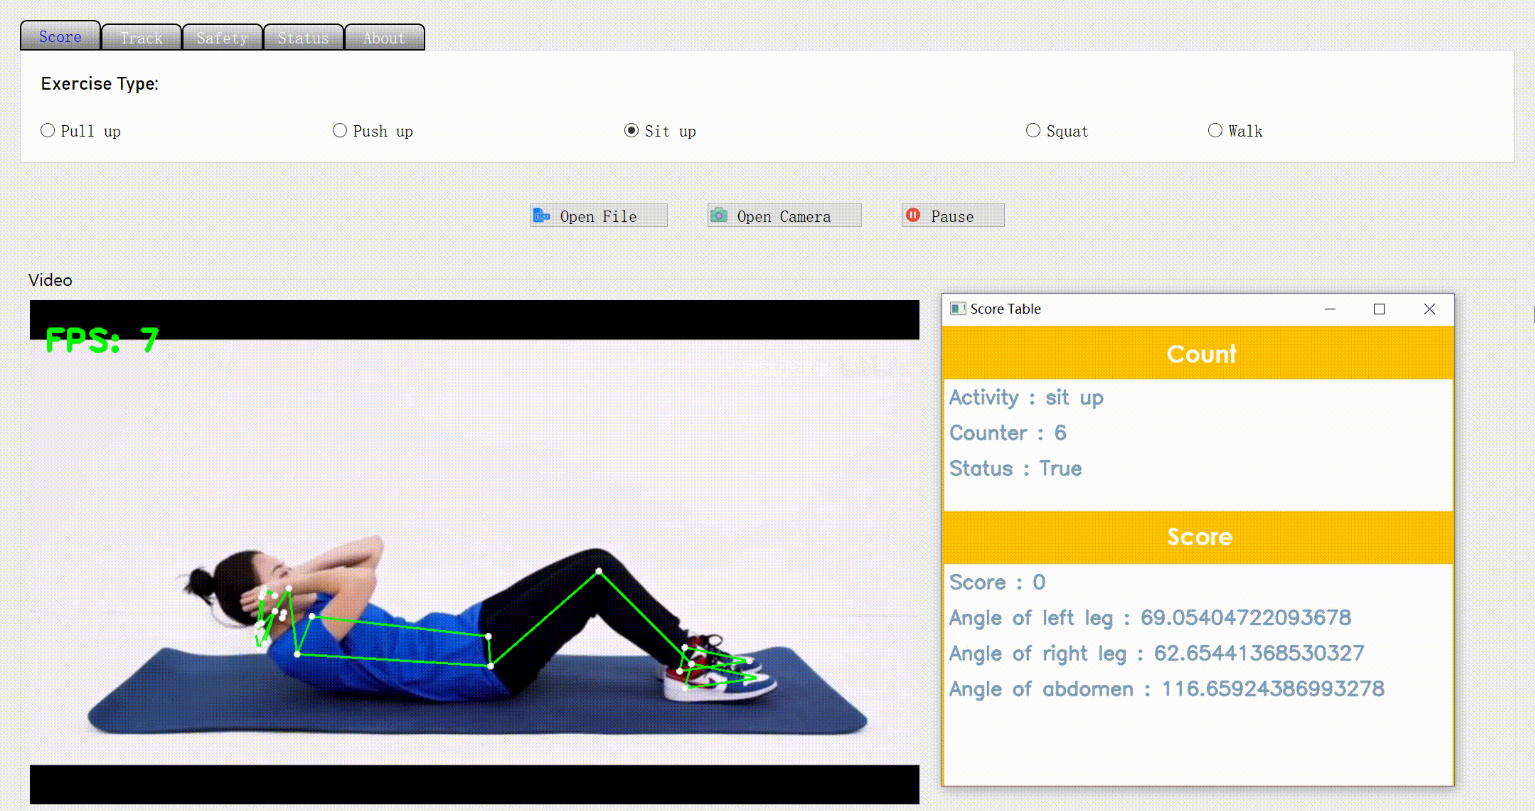 Score Track Safety Status About
Exercise Type:
Pull up Push up Sit up Squat Walk
Open File Open Camera Pause
Video
FPS: 7
Score Table
Count
Activity : sit up
Counter : 6
Status : True
Score
Score : 0
Angle of left leg : 69.05404722093678
Angle of right leg : 62.65441368530327
Angle of abdomen : 116.65924386993278